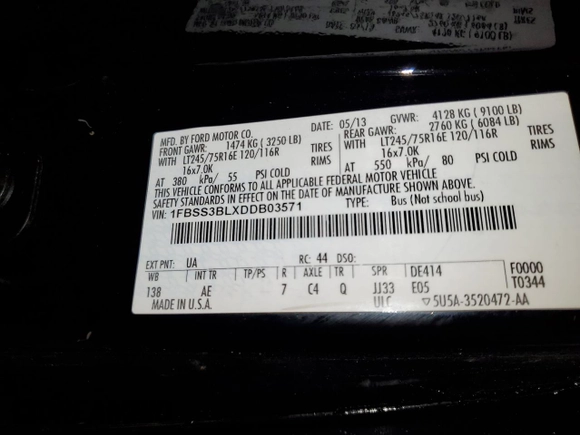 MFD. BY FORD MOTOR CO. DATE: 05/13 GVWR: 4128 KG ( 9100 LB)
FRONT GAWR: 1474 KG ( 3250 LB) REAR GAWR: 2760 KG ( 6084 LB)
WITH LT245/75R16E 120/116R TIRES WITH LT245/75R16E 120/116R TIRES
16x7.0K RIMS 16x7.0K RIMS
AT 380 kPa/ 55 PSI COLD AT 550 kPa/ 80 PSI COLD
THIS VEHICLE CONFORMS TO ALL APPLICABLE FEDERAL MOTOR VEHICLE
SAFETY STANDARDS IN EFFECT ON THE DATE OF MANUFACTURE SHOWN ABOVE.
VIN: 1FBSS3BLXDDB03571 TYPE: Bus (Not school bus)
EXT PNT: UA RC: 44 DSO:
WB INT TR TP/PS R AXLE TR SPR DE414 F0000
138 AE 7 C4 Q JJ33 E05 T0344
MADE IN U.S.A. ULC ▽5U5A-3520472-AA